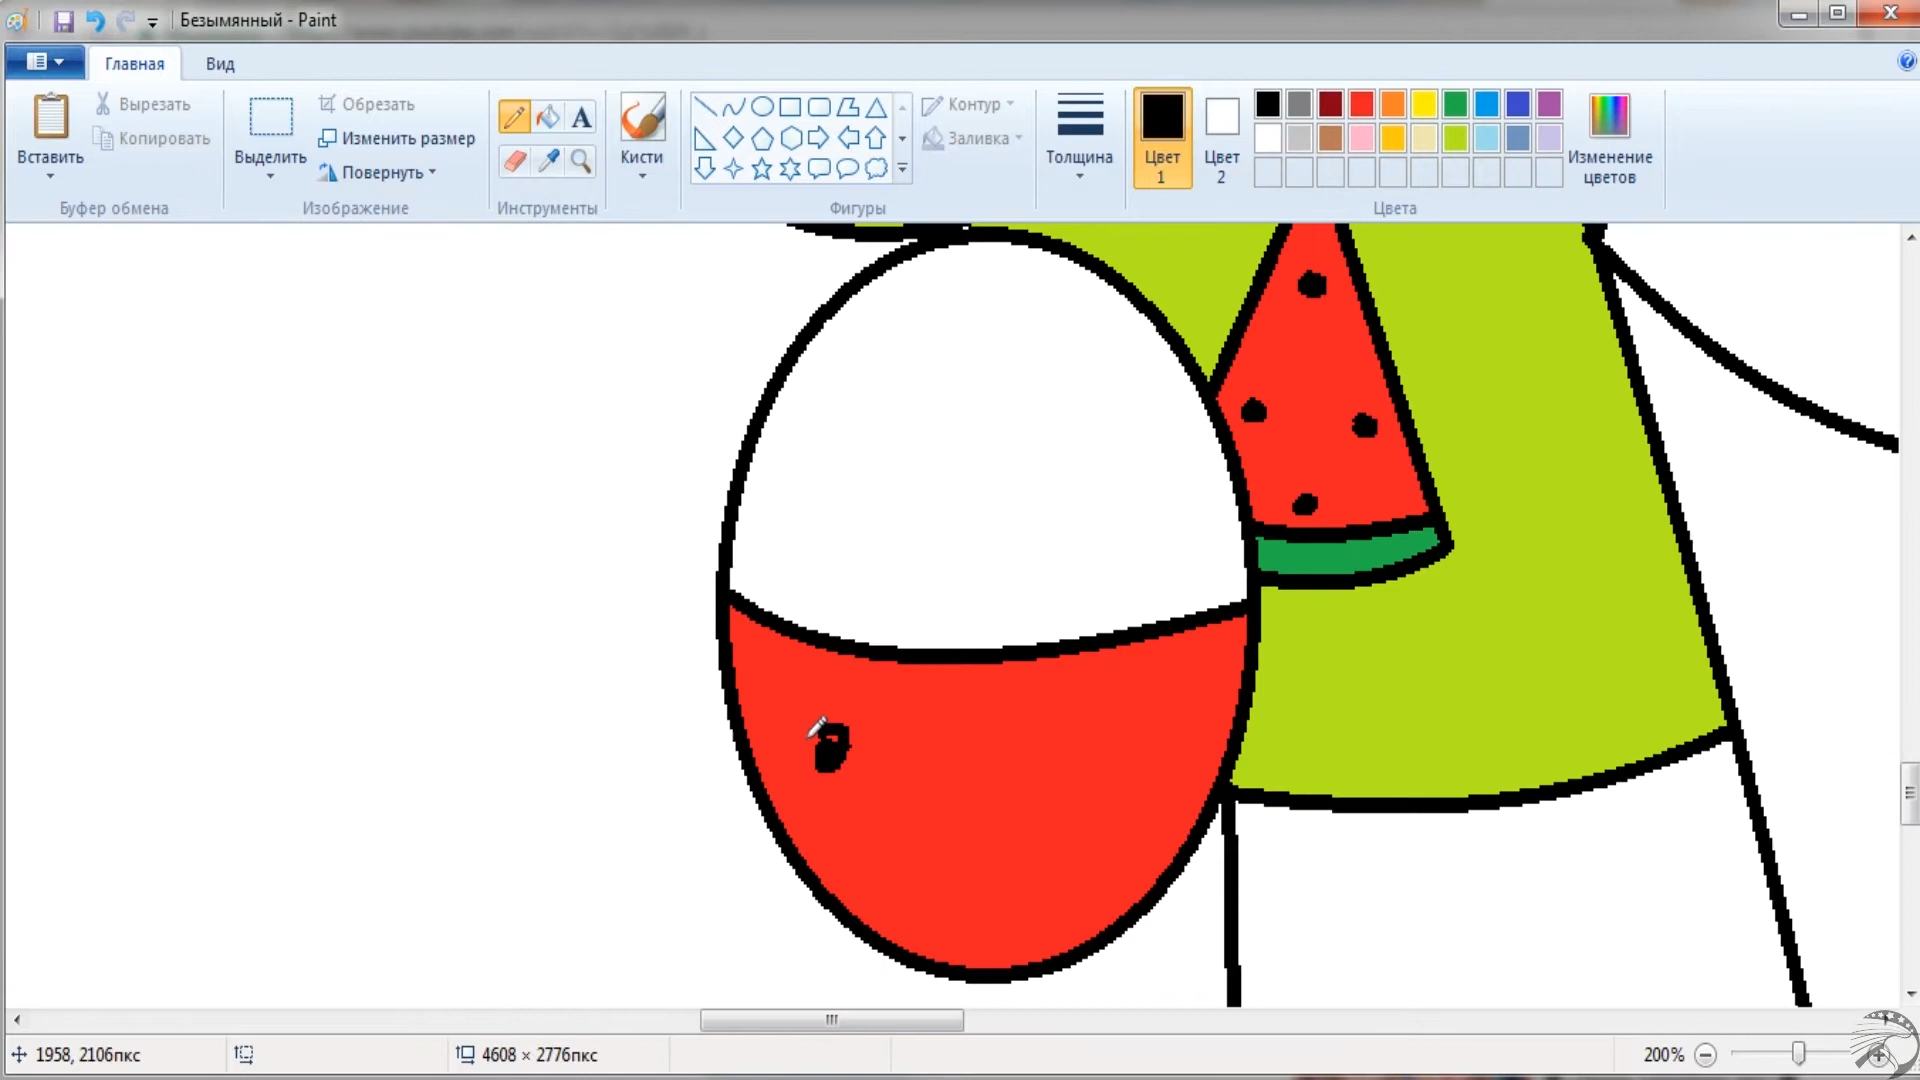 Безымянный - Paint
Главная
Вид
Вставить
Вырезать
Копировать
Буфер обмена
Выделить
Обрезать
Изменить размер
Повернуть
Изображение
A
Инструменты
Кисти
Контур
Заливка
Фигуры
Толщина
Цвет
1
Цвет
2
Изменение
цветов
Цвета
1958, 2106пкс
4608 × 2776пкс
200%